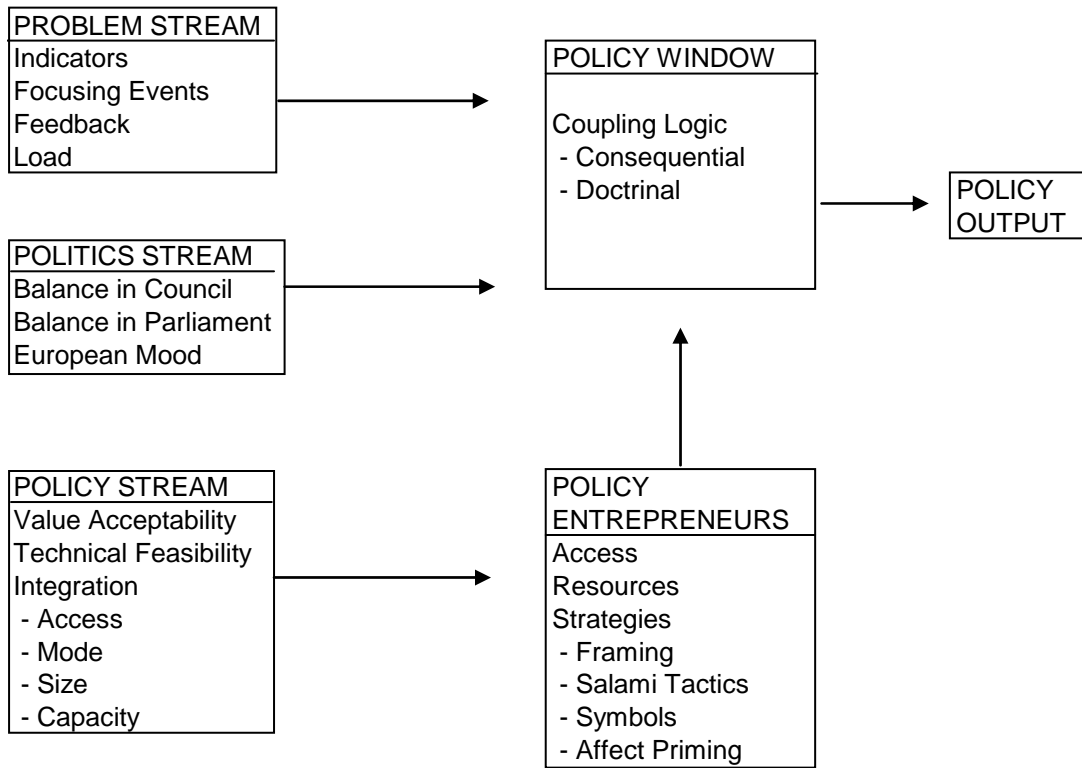 PROBLEM STREAM
Indicators
Focusing Events
Feedback
Load
POLITICS STREAM
Balance in Council
Balance in Parliament
European Mood
POLICY STREAM
Value Acceptability
Technical Feasibility
Integration
- Access
- Mode
- Size
- Capacity
POLICY WINDOW
Coupling Logic
- Consequential
- Doctrinal
POLICY
ENTREPRENEURS
Access
Resources
Strategies
- Framing
- Salami Tactics
- Symbols
- Affect Priming
POLICY
OUTPUT